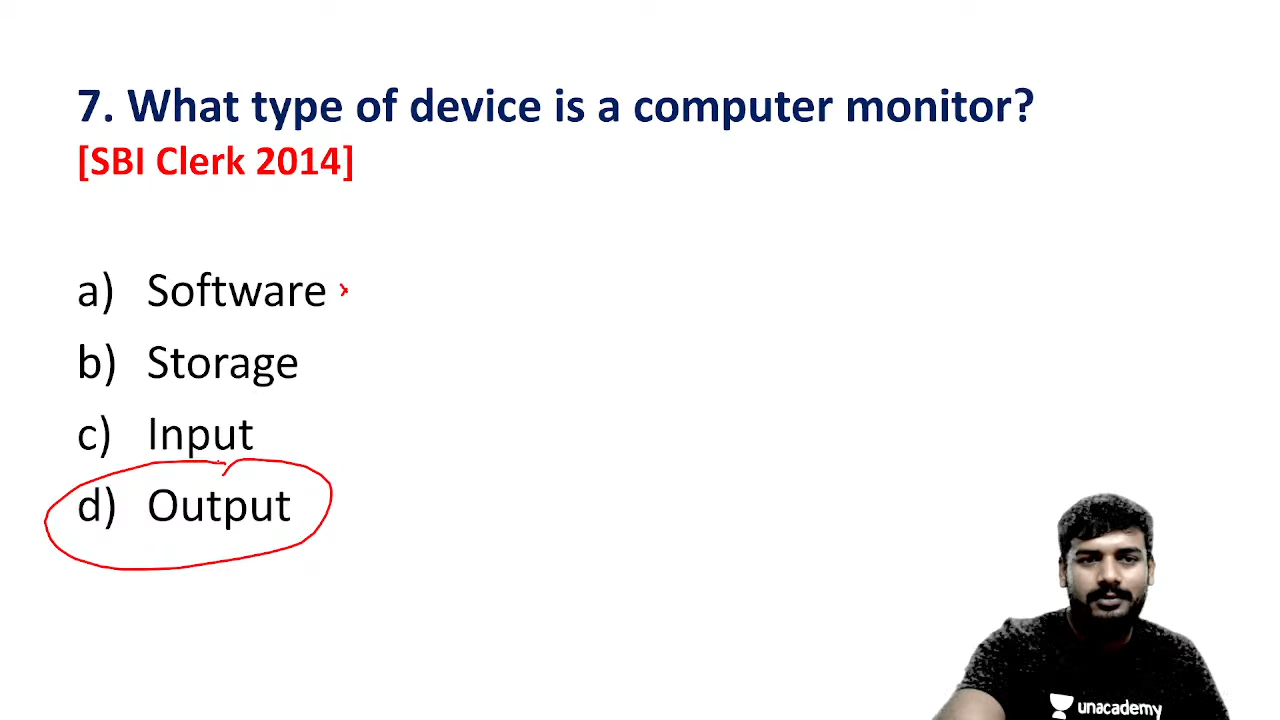 7. What type of device is a computer monitor?
[SBI Clerk 2014]
a) Software
b) Storage
c) Input
d) Output
unacademy